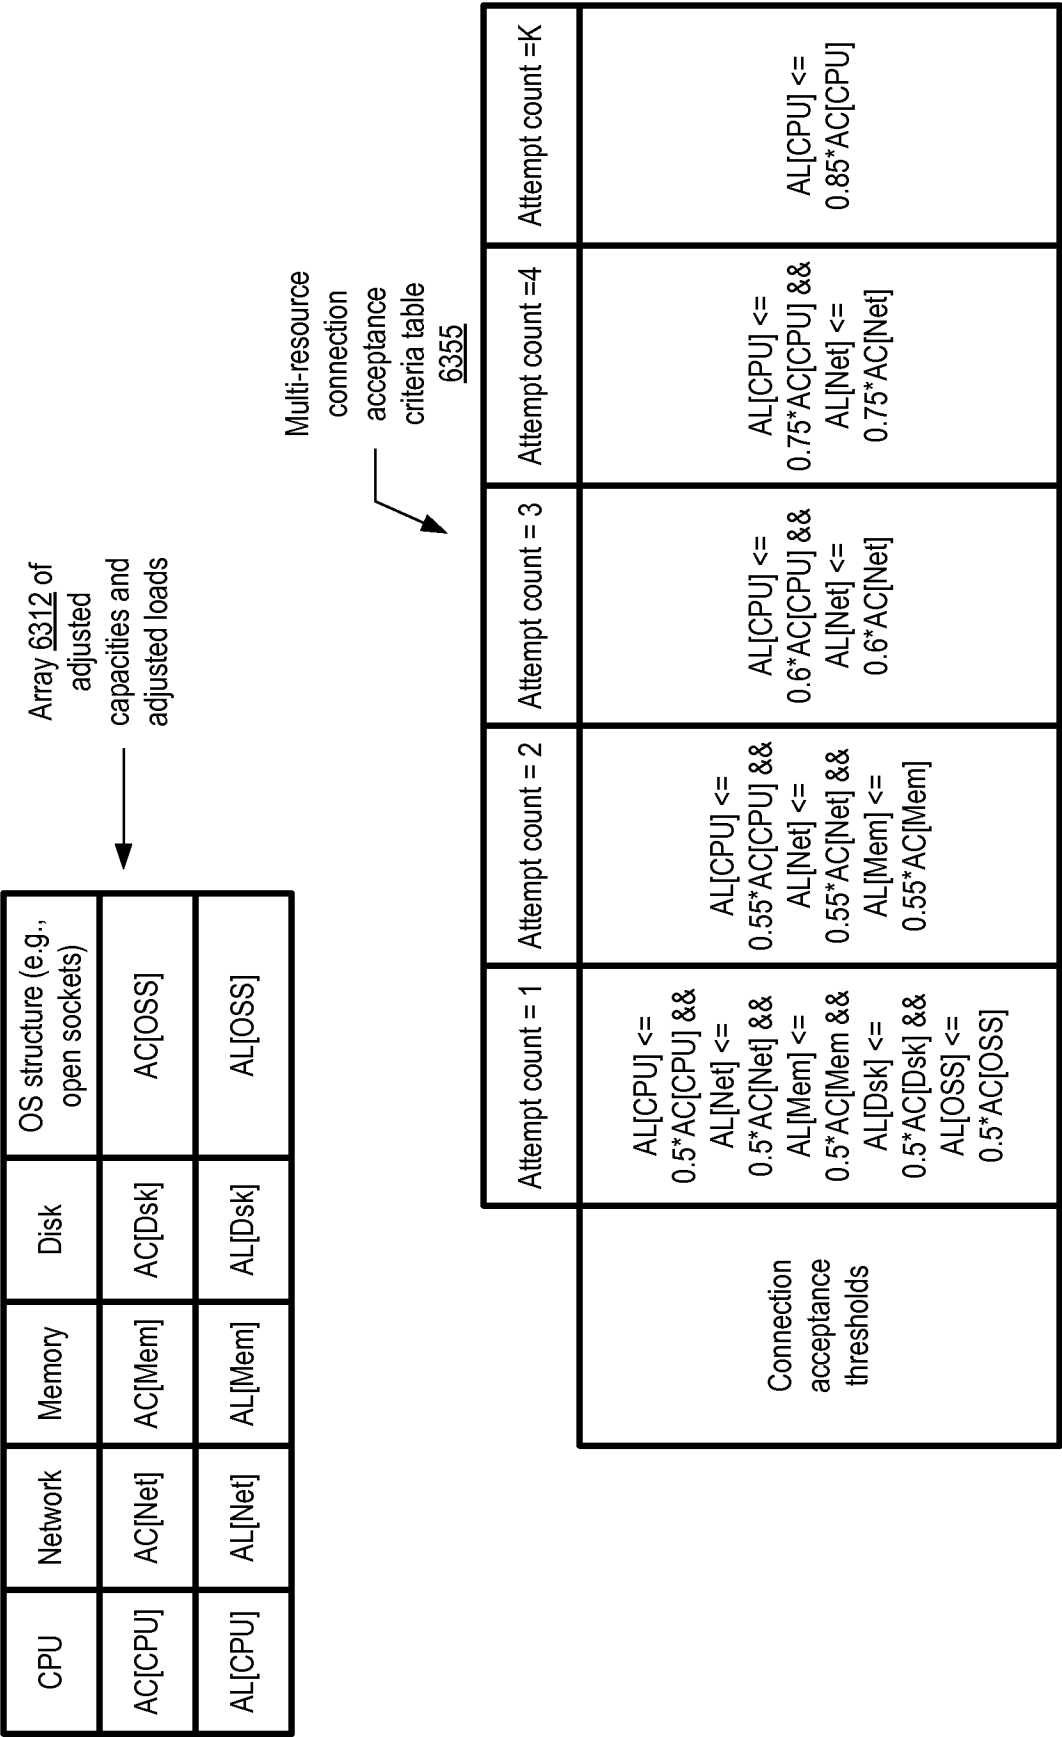 CPU
Network
Memory
Disk
OS structure (e.g.,
open sockets)
AC[CPU]
AC[Net]
AC[Mem]
AC[Dsk]
AC[OSS]
AL[CPU]
AL[Net]
AL[Mem]
AL[Dsk]
AL[OSS]
Array 6312 of
adjusted
capacities and
adjusted loads
Multi-resource
connection
acceptance
criteria table
6355
Attempt count = 1
Attempt count = 2
Attempt count = 3
Attempt count =4
Attempt count =K
Connection
acceptance
thresholds
AL[CPU] <=
0.5*AC[CPU] &&
AL[Net] <=
0.5*AC[Net] &&
AL[Mem] <=
0.5*AC[Mem &&
AL[Dsk] <=
0.5*AC[Dsk] &&
AL[OSS] <=
0.5*AC[OSS]
AL[CPU] <=
0.55*AC[CPU] &&
AL[Net] <=
0.55*AC[Net] &&
AL[Mem] <=
0.55*AC[Mem]
AL[CPU] <=
0.6*AC[CPU] &&
AL[Net] <=
0.6*AC[Net]
AL[CPU] <=
0.75*AC[CPU] &&
AL[Net] <=
0.75*AC[Net]
AL[CPU] <=
0.85*AC[CPU]